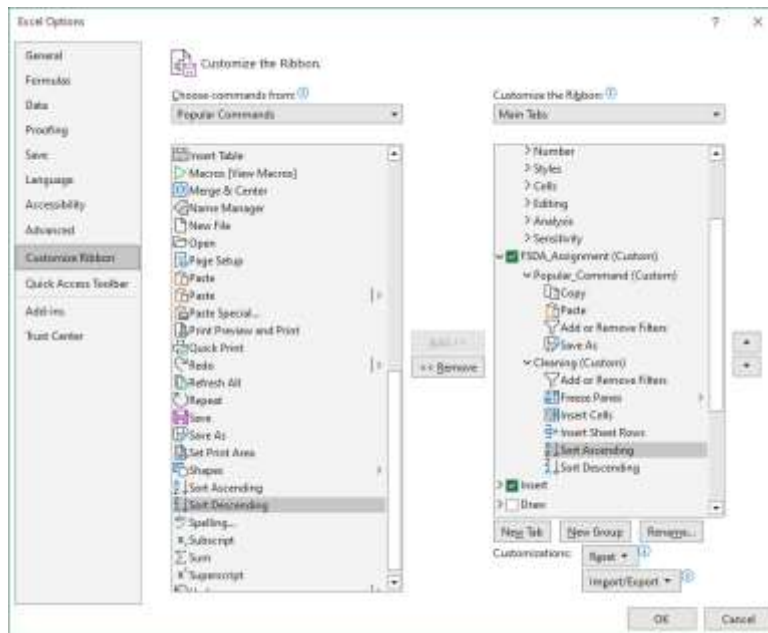 Excel Options
?
General
Formulas
Data
Proofing
Save
Language
Accessibility
Advanced
Customize Ribbon
Quick Access Toolbar
Add-ins
Trust Center
Customize the Ribbon.
Choose commands from:
Popular Commands
Insert Table
Macros [View Macros]
Merge & Center
Name Manager
New File
Open
Page Setup
Paste
Paste
Paste Special...
Print Preview and Print
Quick Print
Redo
Refresh All
Repeat
Save
Save As
Set Print Area
Shapes
Sort Ascending
Sort Descending
Spelling...
Subscript
Sum
Superscript
Add >>
<< Remove
Customize the Ribbon:
Main Tabs
Number
Styles
Cells
Editing
Analysis
Sensitivity
FSDA_Assignment (Custom)
Popular_Command (Custom)
Copy
Paste
Add or Remove Filters
Save As
Cleaning (Custom)
Add or Remove Filters
Freeze Panes
Insert Cells
Insert Sheet Rows
Sort Ascending
Sort Descending
Insert
Draw
New Tab
New Group
Rename...
Customizations:
Reset
Import/Export
OK
Cancel